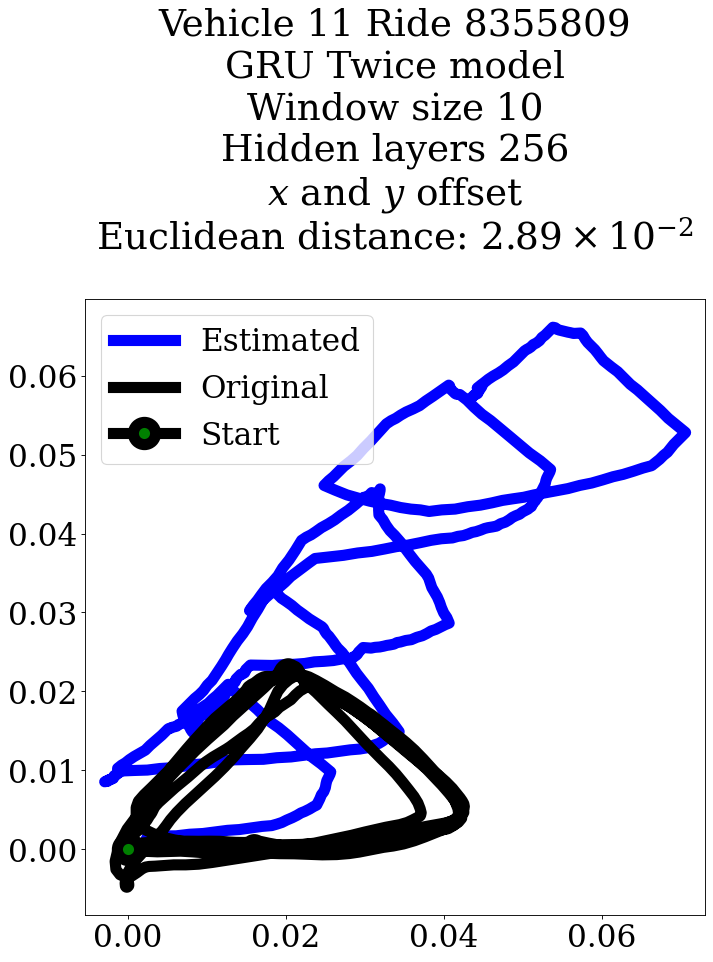 Vehicle 11 Ride 8355809
GRU Twice model
Window size 10
Hidden layers 256
x and y offset
Euclidean distance: 2.89 × 10⁻²
Estimated
Original
Start
0.06
0.05
0.04
0.03
0.02
0.01
0.00
0.00 0.02 0.04 0.06